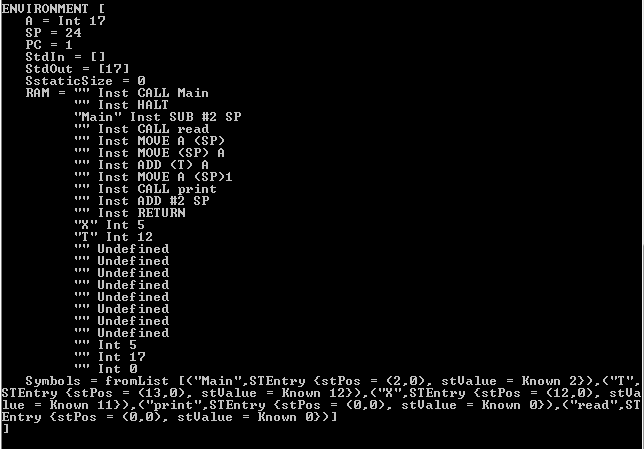 ENVIRONMENT [
A = Int 17
SP = 24
PC = 1
StdIn = []
StdOut = [17]
SstaticSize = 0
RAM = "" Inst CALL Main
"" Inst HALT
"Main" Inst SUB #2 SP
"" Inst CALL read
"" Inst MOVE A (SP)
"" Inst MOVE (SP) A
"" Inst ADD (T) A
"" Inst MOVE A (SP)1
"" Inst CALL print
"" Inst ADD #2 SP
"" Inst RETURN
"X" Int 5
"T" Int 12
"" Undefined
"" Undefined
"" Undefined
"" Undefined
"" Undefined
"" Undefined
"" Undefined
"" Undefined
"" Int 5
"" Int 17
"" Int 0
Symbols = fromList [("Main",STEntry {stPos = (2,0), stValue = Known 2}),("T",
STEntry {stPos = (13,0), stValue = Known 12}),("X",STEntry {stPos = (12,0), stVa
lue = Known 11}),("print",STEntry {stPos = (0,0), stValue = Known 0}),("read",ST
Entry {stPos = (0,0), stValue = Known 0})]
]